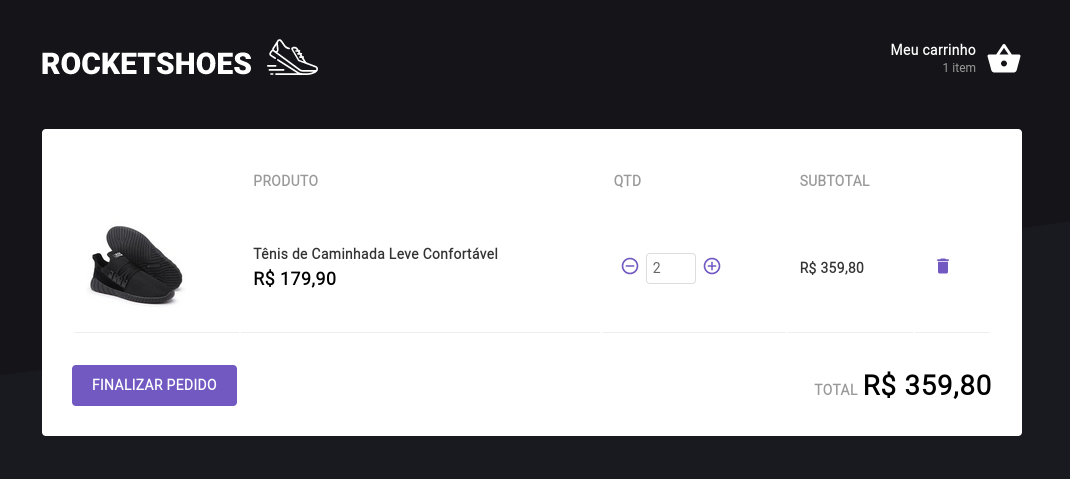 ROCKETSHOES
Meu carrinho
1 item
PRODUTO QTD SUBTOTAL
Tênis de Caminhada Leve Confortável
R$ 179,90
2
R$ 359,80
FINALIZAR PEDIDO
TOTAL R$ 359,80